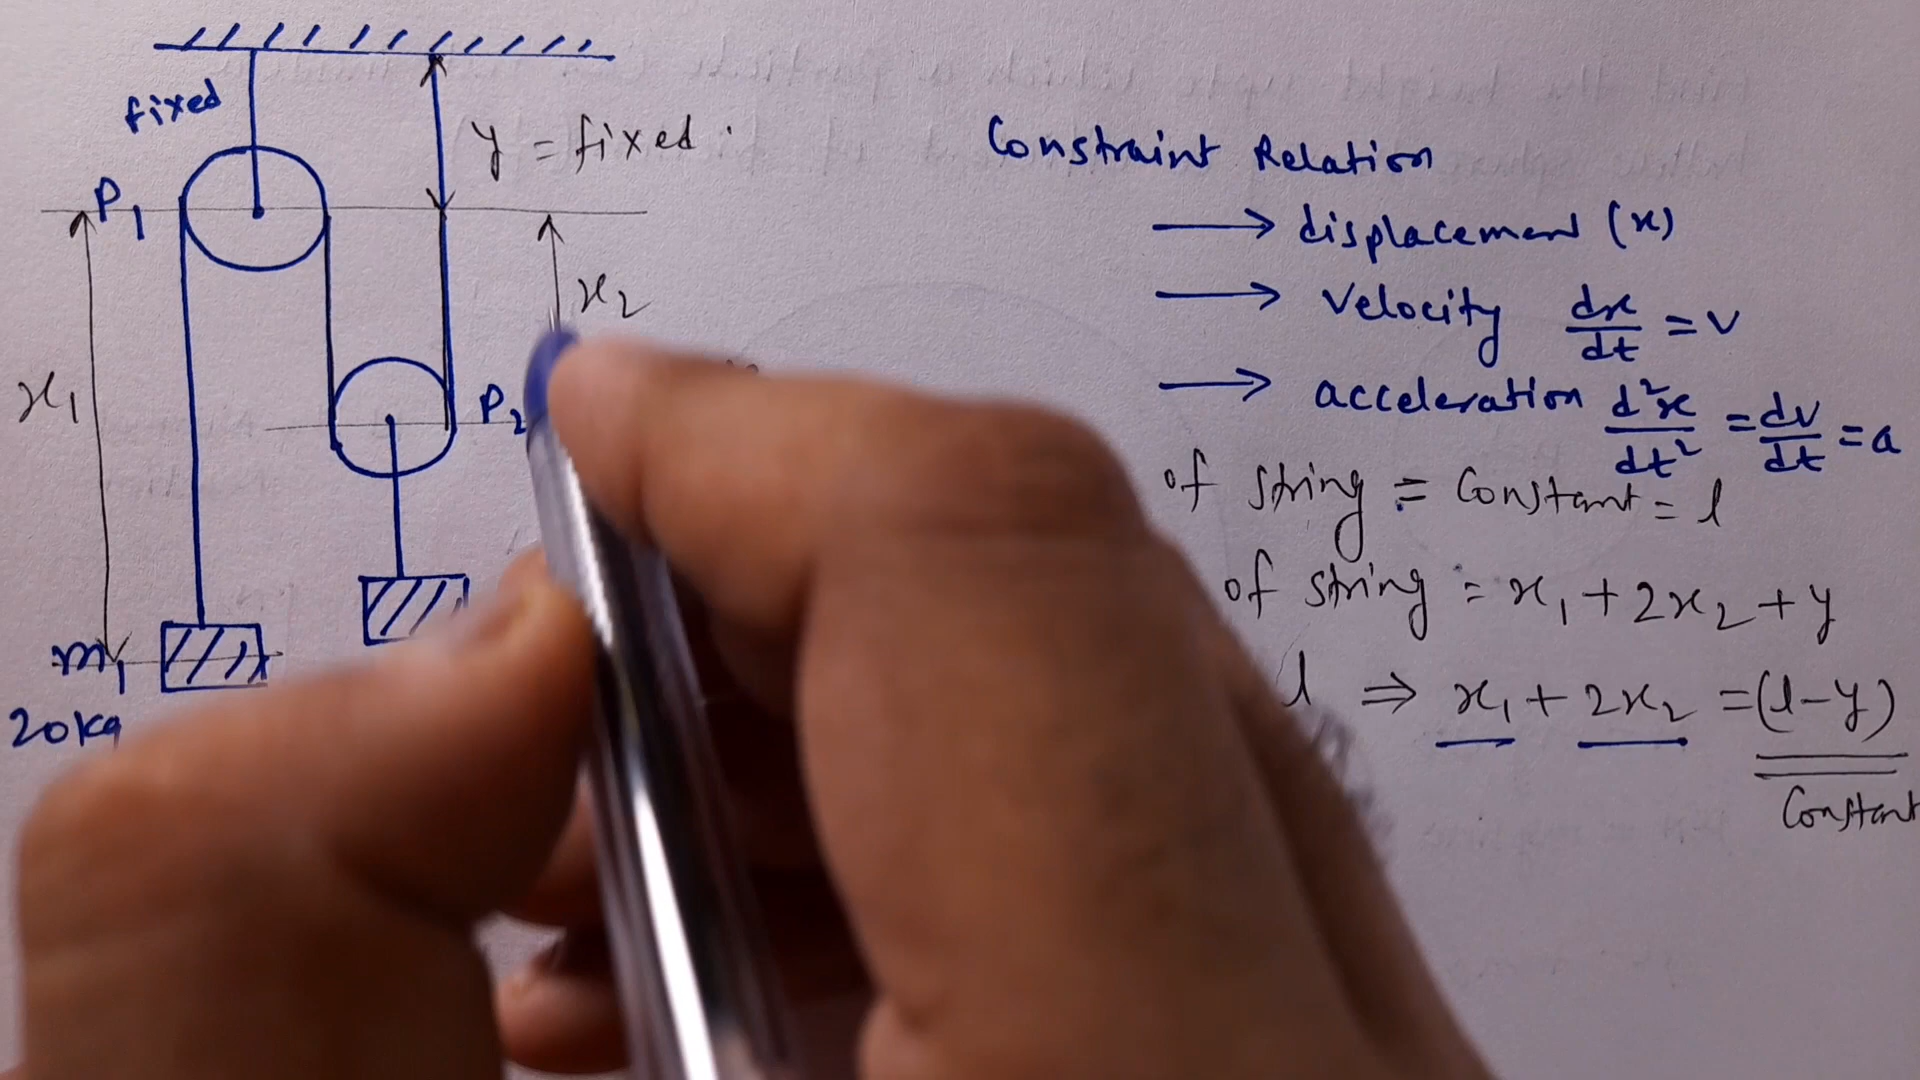 fixed
y = fixed
P1
x2
x1
P2
m1
20kg
Constraint Relation
→ displacement (x)
→ Velocity dx/dt = v
→ acceleration d²x/dt² = dv/dt = a
of string = Constant = l
of string = x1 + 2x2 + y
l ⇒ x1 + 2x2 = (l-y)
Constant